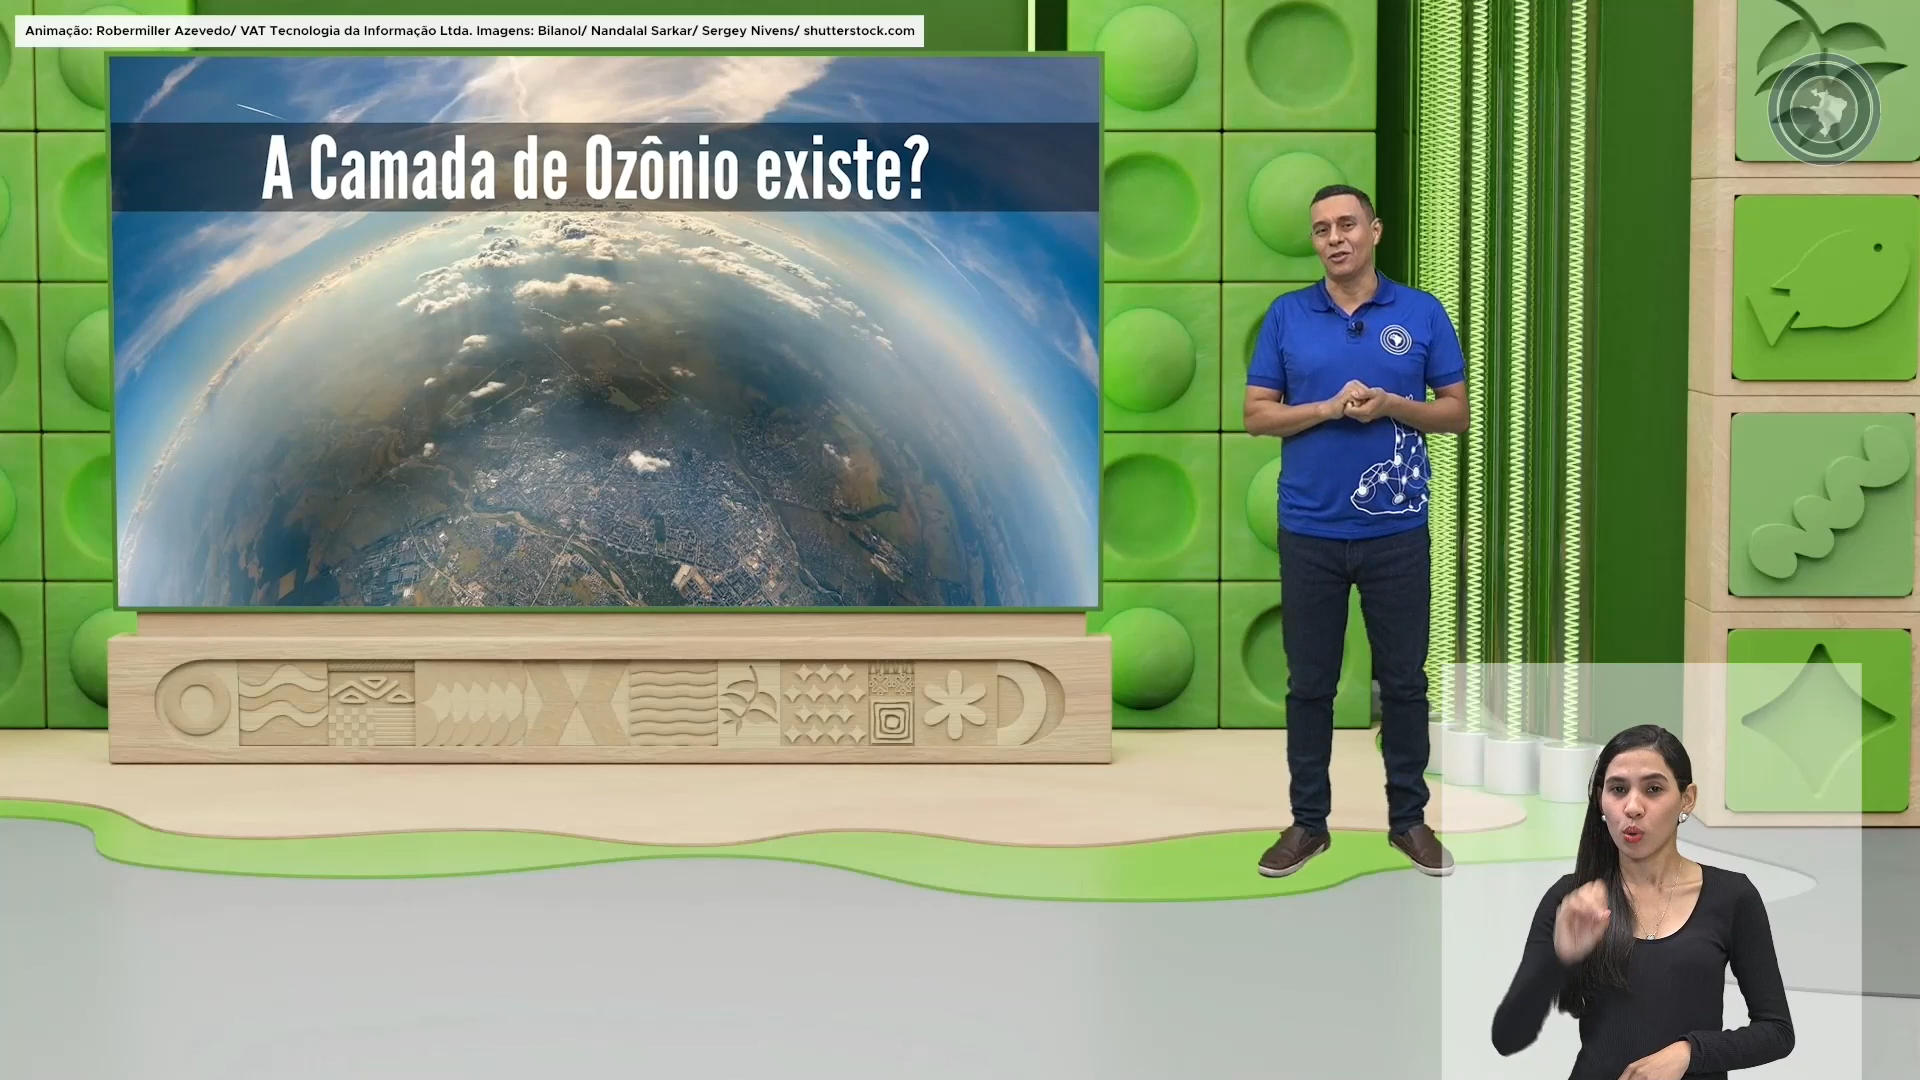 Animação: Robermiller Azevedo/ VAT Tecnologia da Informação Ltda. Imagens: Bilanol/ Nandalal Sarkar/ Sergey Nivens/ shutterstock.com
A Camada de Ozônio existe?